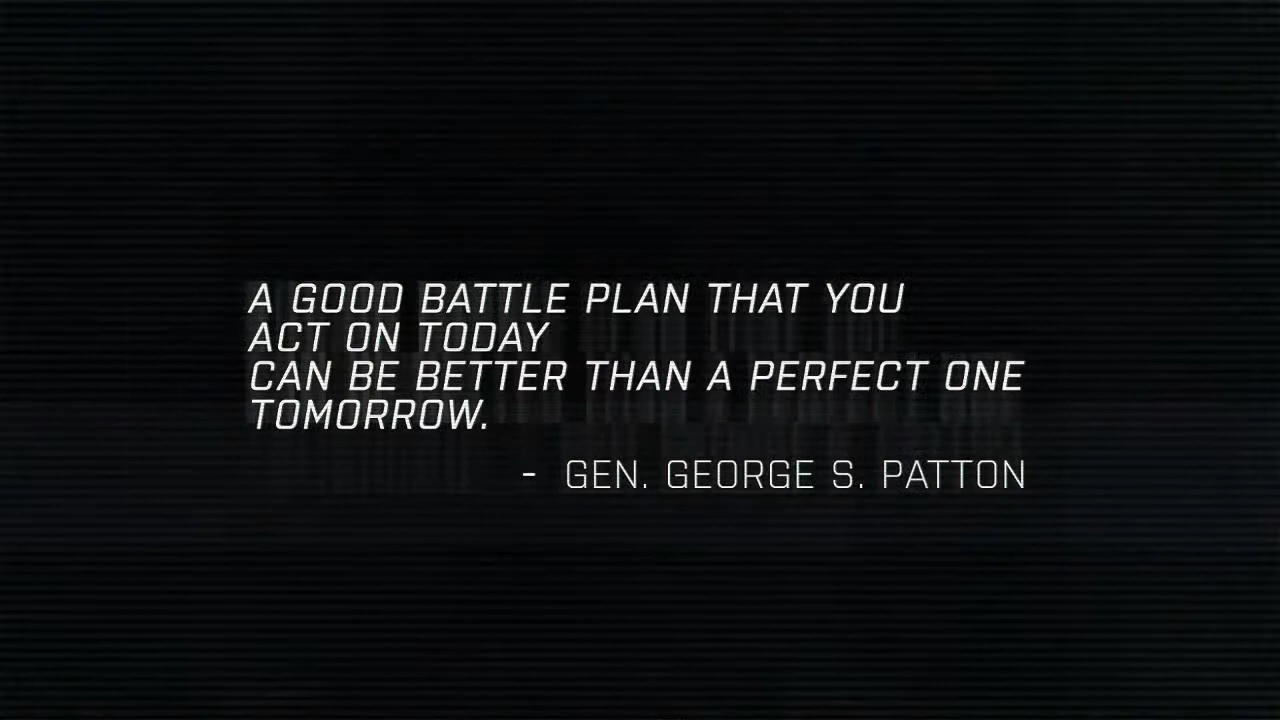 A GOOD BATTLE PLAN THAT YOU
ACT ON TODAY
CAN BE BETTER THAN A PERFECT ONE
TOMORROW.
- GEN. GEORGE S. PATTON